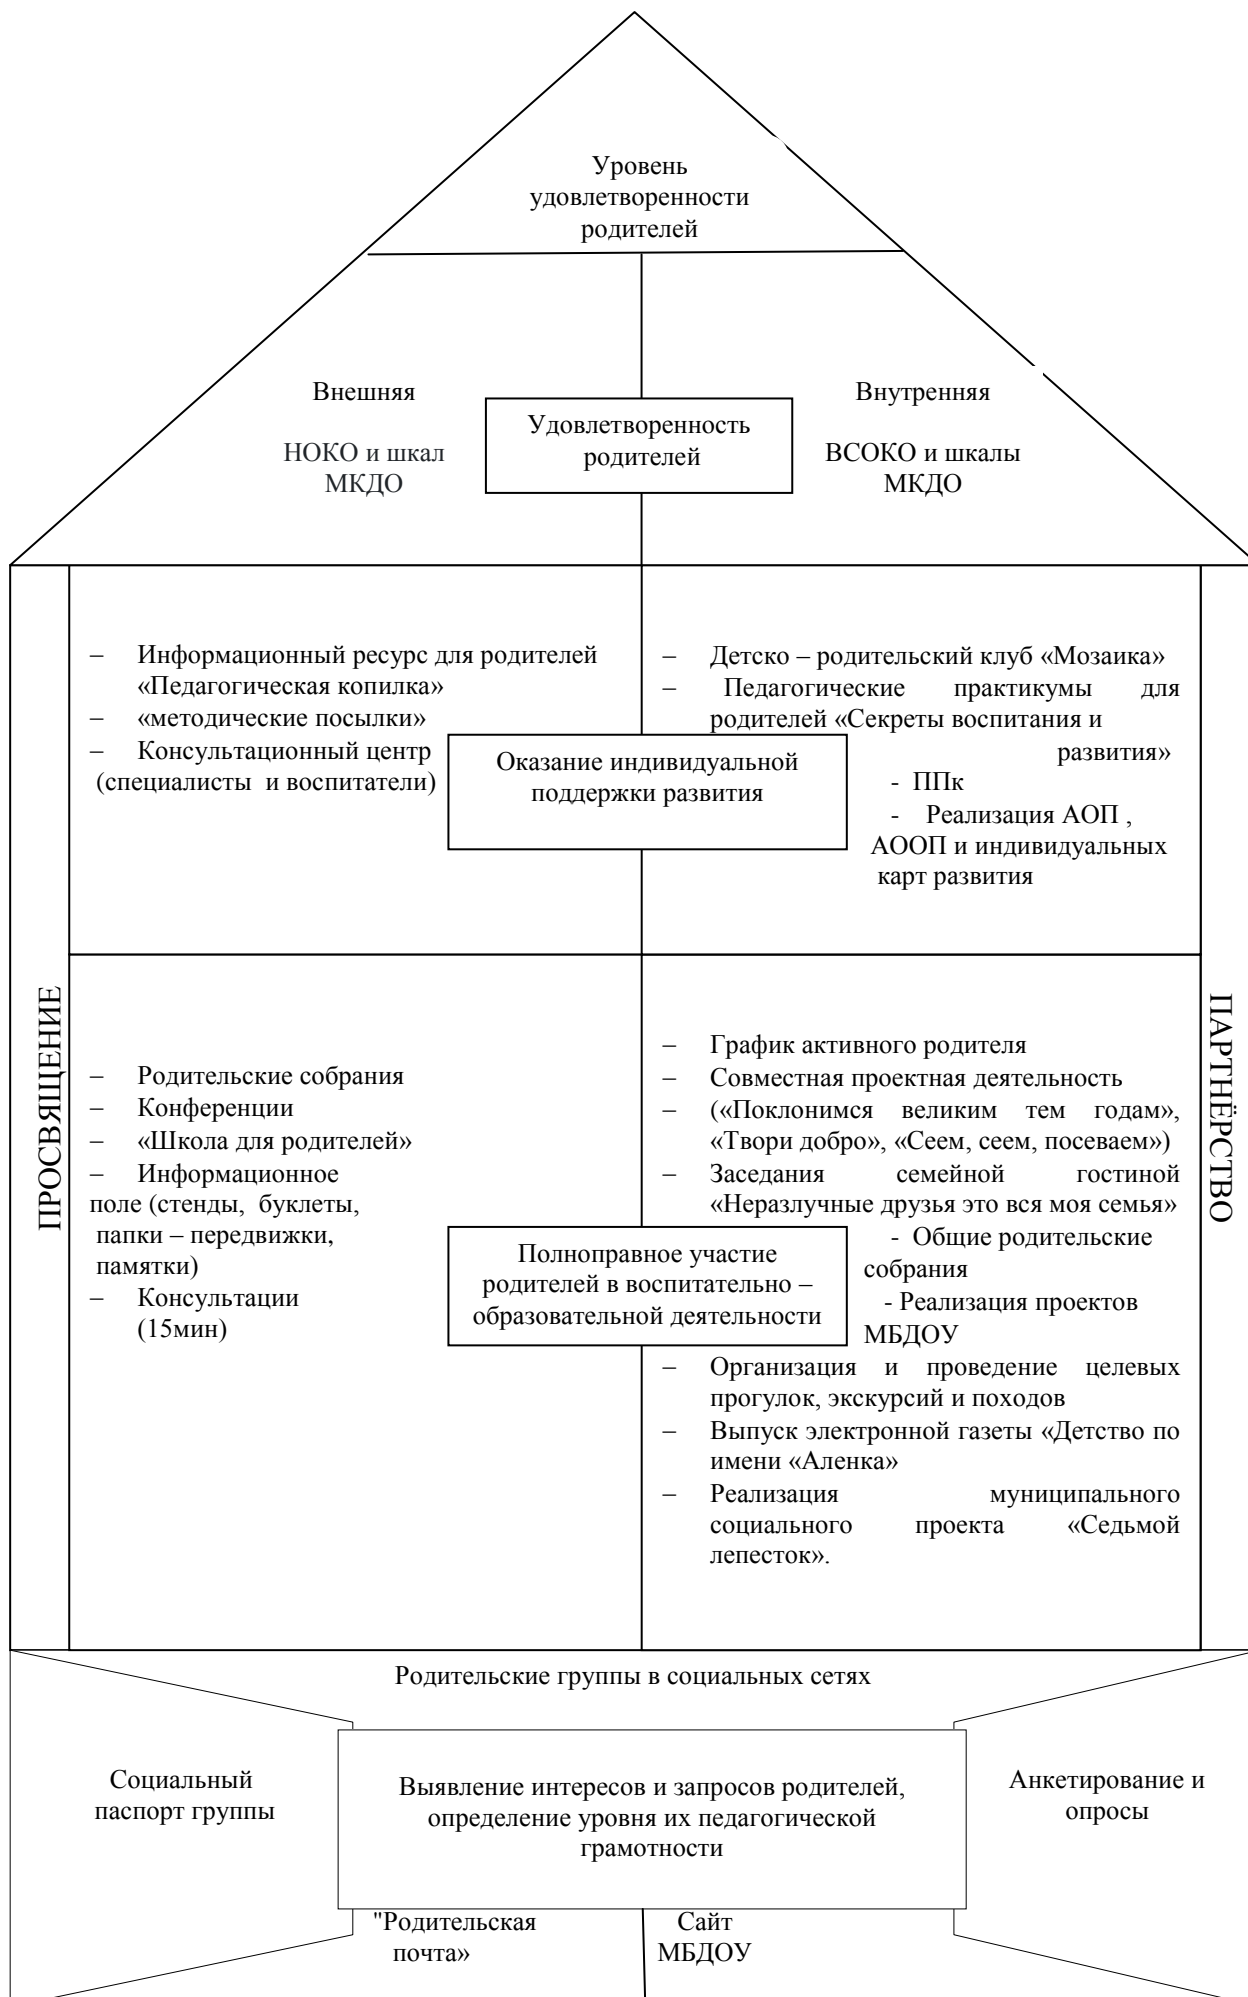 Уровень
удовлетворенности
родителей
Внешняя
НОКО и шкал
МКДО
Удовлетворенность
родителей
Внутренняя
ВСОКО и шкалы
МКДО
ПРОСВЯЩЕНИЕ
– Информационный ресурс для родителей
«Педагогическая копилка»
– «методические посылки»
– Консультационный центр
(специалисты и воспитатели)
Оказание индивидуальной
поддержки развития
– Детско – родительский клуб «Мозаика»
– Педагогические практикумы для
родителей «Секреты воспитания и
развития»
- ППк
- Реализация АОП ,
АООП и индивидуальных
карт развития
– Родительские собрания
– Конференции
– «Школа для родителей»
– Информационное
поле (стенды, буклеты,
папки – передвижки,
памятки)
– Консультации
(15мин)
Полноправное участие
родителей в воспитательно –
образовательной деятельности
– График активного родителя
– Совместная проектная деятельность
– («Поклонимся великим тем годам»,
«Твори добро», «Сеем, сеем, посеваем»)
– Заседания семейной гостиной
«Неразлучные друзья это вся моя семья»
- Общие родительские
собрания
- Реализация проектов
МБДОУ
– Организация и проведение целевых
прогулок, экскурсий и походов
– Выпуск электронной газеты «Детство по
имени «Аленка»
– Реализация муниципального
социального проекта «Седьмой
лепесток».
ПАРТНЁРСТВО
Родительские группы в социальных сетях
Социальный
паспорт группы
Выявление интересов и запросов родителей,
определение уровня их педагогической
грамотности
Анкетирование и
опросы
"Родительская
почта»
Сайт
МБДОУ